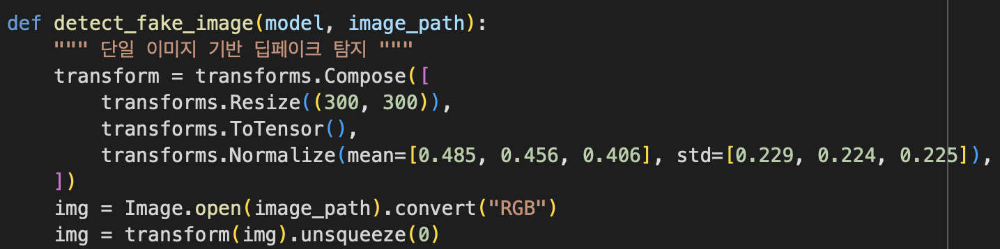 def detect_fake_image(model, image_path):
    """ 단일 이미지 기반 딥페이크 탐지 """
    transform = transforms.Compose([
        transforms.Resize((300, 300)),
        transforms.ToTensor(),
        transforms.Normalize(mean=[0.485, 0.456, 0.406], std=[0.229, 0.224, 0.225]),
    ])
    img = Image.open(image_path).convert("RGB")
    img = transform(img).unsqueeze(0)